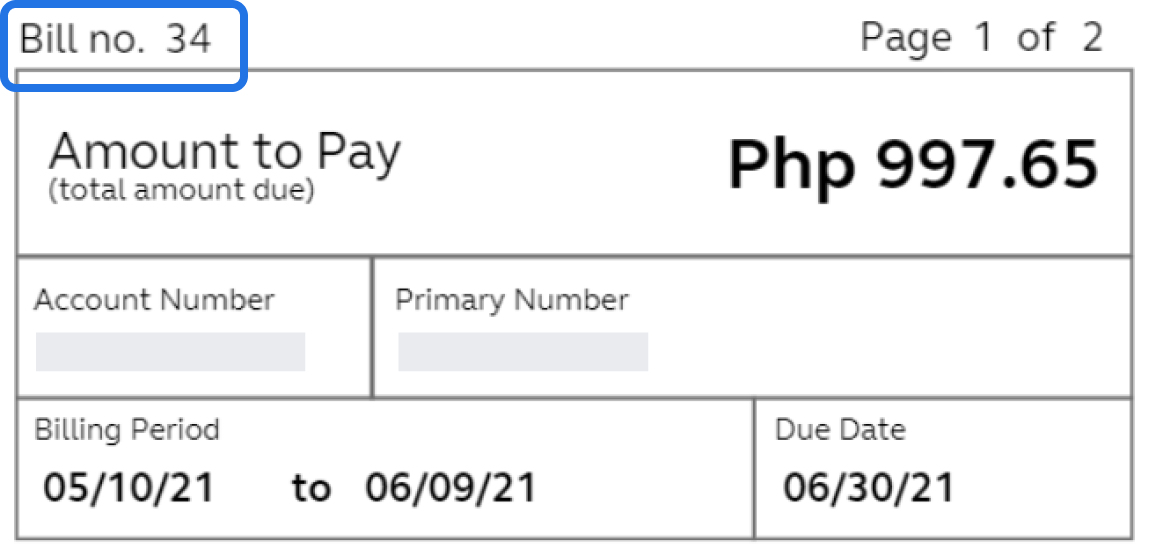 Bill no. 34 Page 1 of 2
Amount to Pay Php 997.65
(total amount due)
Account Number Primary Number
Billing Period Due Date
05/10/21 to 06/09/21 06/30/21